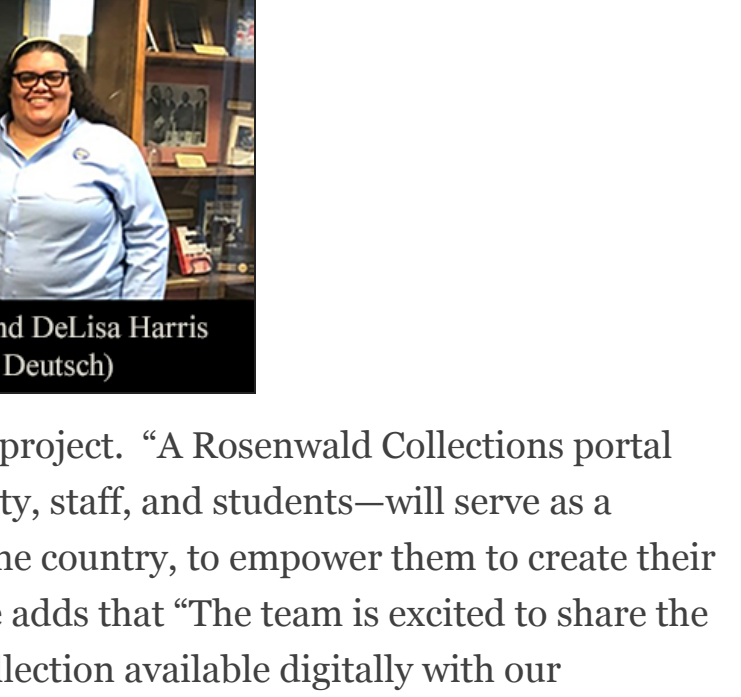 nd DeLisa Harris
Deutsch)
project. “A Rosenwald Collections portal
ty, staff, and students—will serve as a
he country, to empower them to create their
e adds that “The team is excited to share the
llection available digitally with our